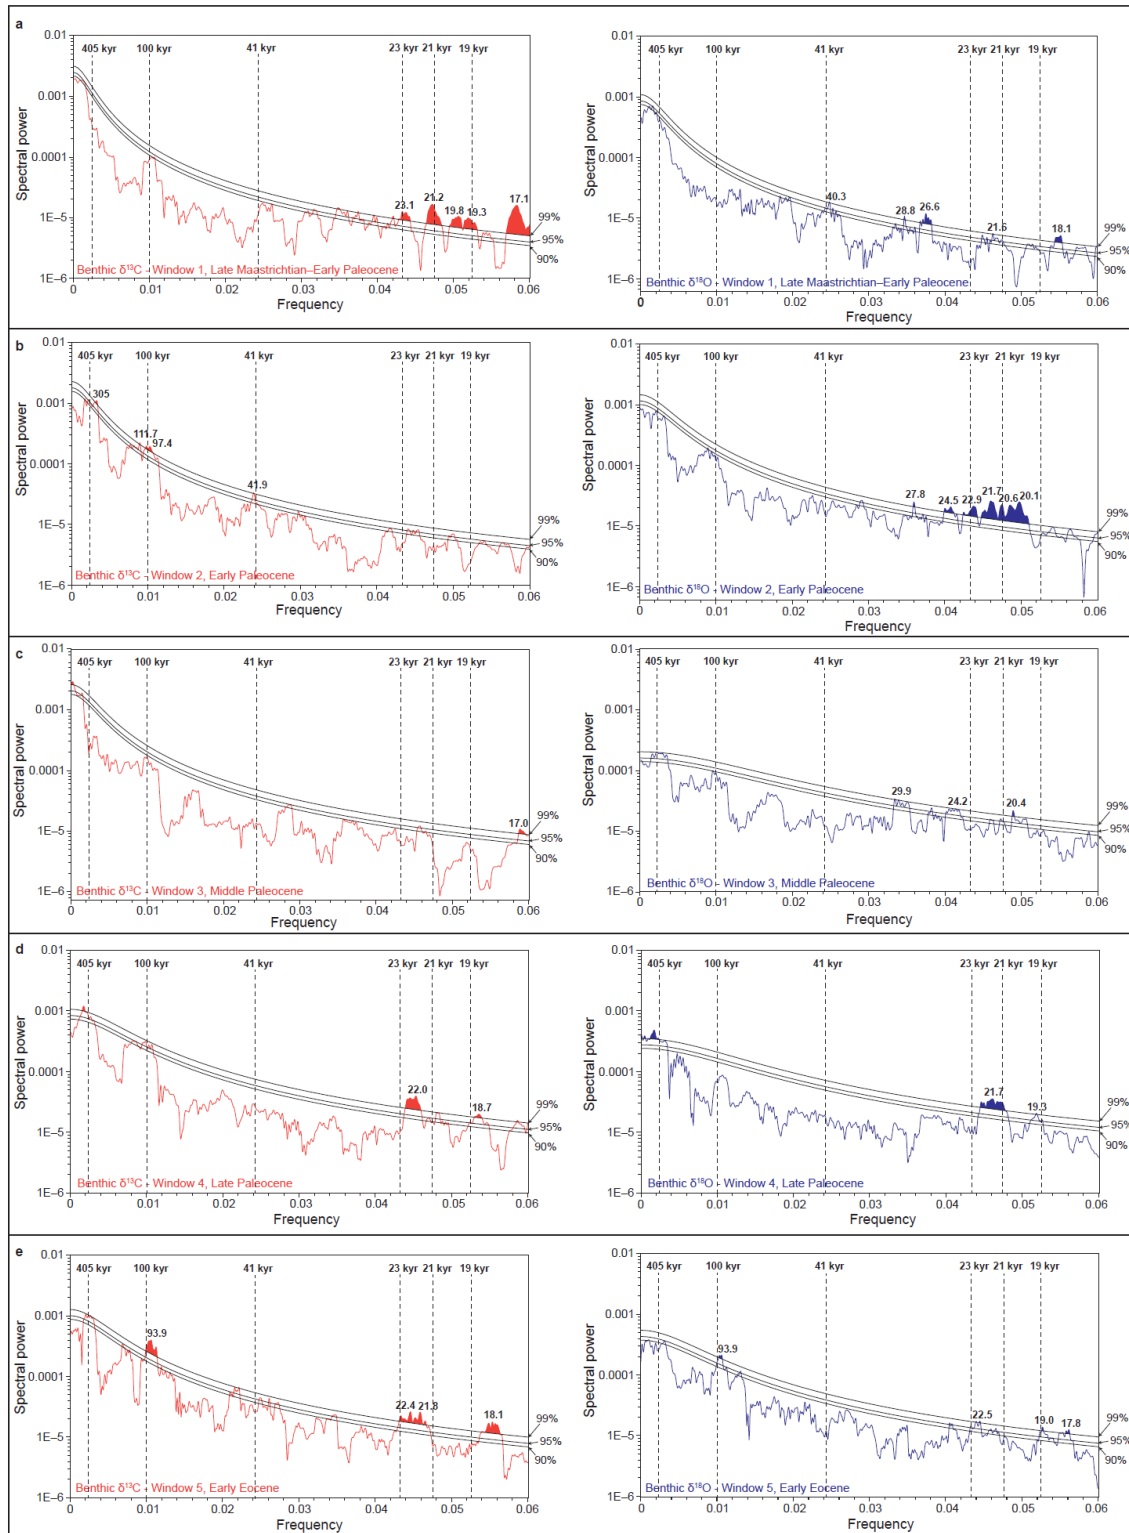 a
0.01
405 kyr 100 kyr 41 kyr 23 kyr 21 kyr 19 kyr
Spectral power
0.001
0.0001
1E–5
1E–6
23.1 21.2 19.8 19.3 17.1
99%
95%
90%
Benthic δ¹³C - Window 1, Late Maastrichtian–Early Paleocene
0 0.01 0.02 0.03 0.04 0.05 0.06
Frequency
0.01
405 kyr 100 kyr 41 kyr 23 kyr 21 kyr 19 kyr
Spectral power
0.001
0.0001
1E–5
1E–6
40.3 28.8 26.6 21.6 18.1
99%
95%
90%
Benthic δ¹⁸O - Window 1, Late Maastrichtian–Early Paleocene
0 0.01 0.02 0.03 0.04 0.05 0.06
Frequency
b
0.01
405 kyr 100 kyr 41 kyr 23 kyr 21 kyr 19 kyr
Spectral power
0.001
0.0001
1E–5
1E–6
305 111.7 97.4 41.9
99%
95%
90%
Benthic δ¹³C - Window 2, Early Paleocene
0 0.01 0.02 0.03 0.04 0.05 0.06
Frequency
0.01
405 kyr 100 kyr 41 kyr 23 kyr 21 kyr 19 kyr
Spectral power
0.001
0.0001
1E–5
1E–6
27.8 24.5 22.9 21.7 20.6 20.1
99%
95%
90%
Benthic δ¹⁸O - Window 2, Early Paleocene
0 0.01 0.02 0.03 0.04 0.05 0.06
Frequency
c
0.01
405 kyr 100 kyr 41 kyr 23 kyr 21 kyr 19 kyr
Spectral power
0.001
0.0001
1E–5
1E–6
17.0
99%
95%
90%
Benthic δ¹³C - Window 3, Middle Paleocene
0 0.01 0.02 0.03 0.04 0.05 0.06
Frequency
0.01
405 kyr 100 kyr 41 kyr 23 kyr 21 kyr 19 kyr
Spectral power
0.001
0.0001
1E–5
1E–6
29.9 24.2 20.4
99%
95%
90%
Benthic δ¹⁸O - Window 3, Middle Paleocene
0 0.01 0.02 0.03 0.04 0.05 0.06
Frequency
d
0.01
405 kyr 100 kyr 41 kyr 23 kyr 21 kyr 19 kyr
Spectral power
0.001
0.0001
1E–5
1E–6
22.0 18.7
99%
95%
90%
Benthic δ¹³C - Window 4, Late Paleocene
0 0.01 0.02 0.03 0.04 0.05 0.06
Frequency
0.01
405 kyr 100 kyr 41 kyr 23 kyr 21 kyr 19 kyr
Spectral power
0.001
0.0001
1E–5
1E–6
21.7 19.3
99%
95%
90%
Benthic δ¹⁸O - Window 4, Late Paleocene
0 0.01 0.02 0.03 0.04 0.05 0.06
Frequency
e
0.01
405 kyr 100 kyr 41 kyr 23 kyr 21 kyr 19 kyr
Spectral power
0.001
0.0001
1E–5
1E–6
93.9 22.4 21.8 18.1
99%
95%
90%
Benthic δ¹³C - Window 5, Early Eocene
0 0.01 0.02 0.03 0.04 0.05 0.06
Frequency
0.01
405 kyr 100 kyr 41 kyr 23 kyr 21 kyr 19 kyr
Spectral power
0.001
0.0001
1E–5
1E–6
93.9 22.5 19.0 17.8
99%
95%
90%
Benthic δ¹⁸O - Window 5, Early Eocene
0 0.01 0.02 0.03 0.04 0.05 0.06
Frequency